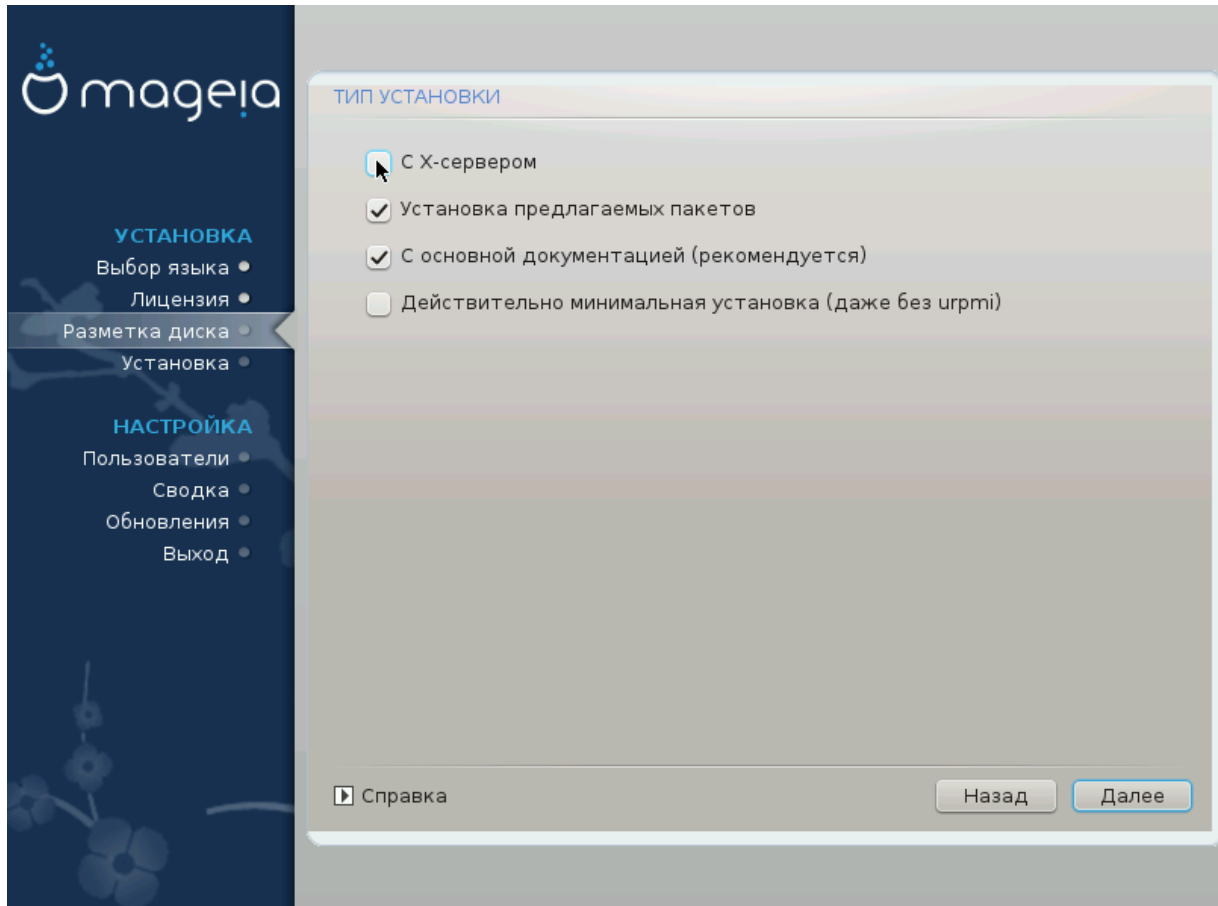 mageia
УСТАНОВКА
Выбор языка
Лицензия
Разметка диска
Установка
НАСТРОЙКА
Пользователи
Сводка
Обновления
Выход
ТИП УСТАНОВКИ
С X-сервером
Установка предлагаемых пакетов
С основной документацией (рекомендуется)
Действительно минимальная установка (даже без urpmi)
Справка
Назад
Далее